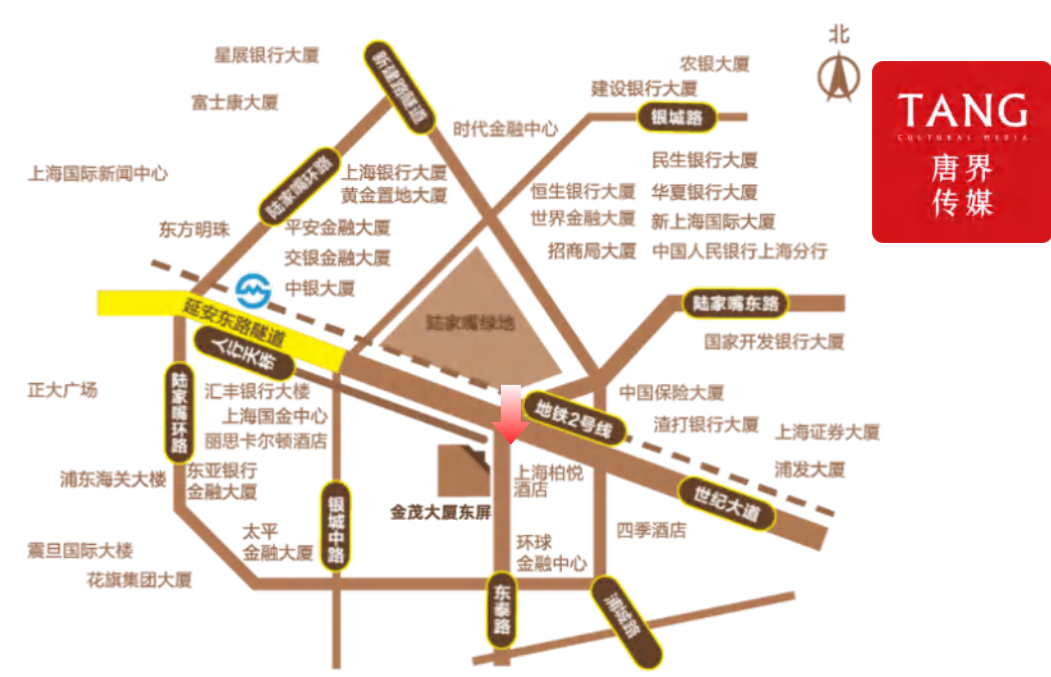 北
星展银行大厦
新建路隧道
农银大厦
建设银行大厦
富士康大厦
TANG
CULTURAL MEDIA
唐界
传媒
银城路
时代金融中心
上海国际新闻中心
陆家嘴环路
上海银行大厦
黄金置地大厦
民生银行大厦
恒生银行大厦
华夏银行大厦
东方明珠
平安金融大厦
世界金融大厦
新上海国际大厦
交银金融大厦
招商局大厦
中国人民银行上海分行
中银大厦
延安东路隧道
人行天桥
陆家嘴绿地
陆家嘴东路
国家开发银行大厦
正大广场
陆家嘴环路
汇丰银行大楼
上海国金中心
丽思卡尔顿酒店
地铁2号线
中国保险大厦
渣打银行大厦
上海证券大厦
浦发大厦
浦东海关大楼
东亚银行
金融大厦
上海柏悦
酒店
世纪大道
金茂大厦东屏
银城中路
太平
金融大厦
四季酒店
环球
金融中心
震旦国际大楼
花旗集团大厦
东泰路
浦城路